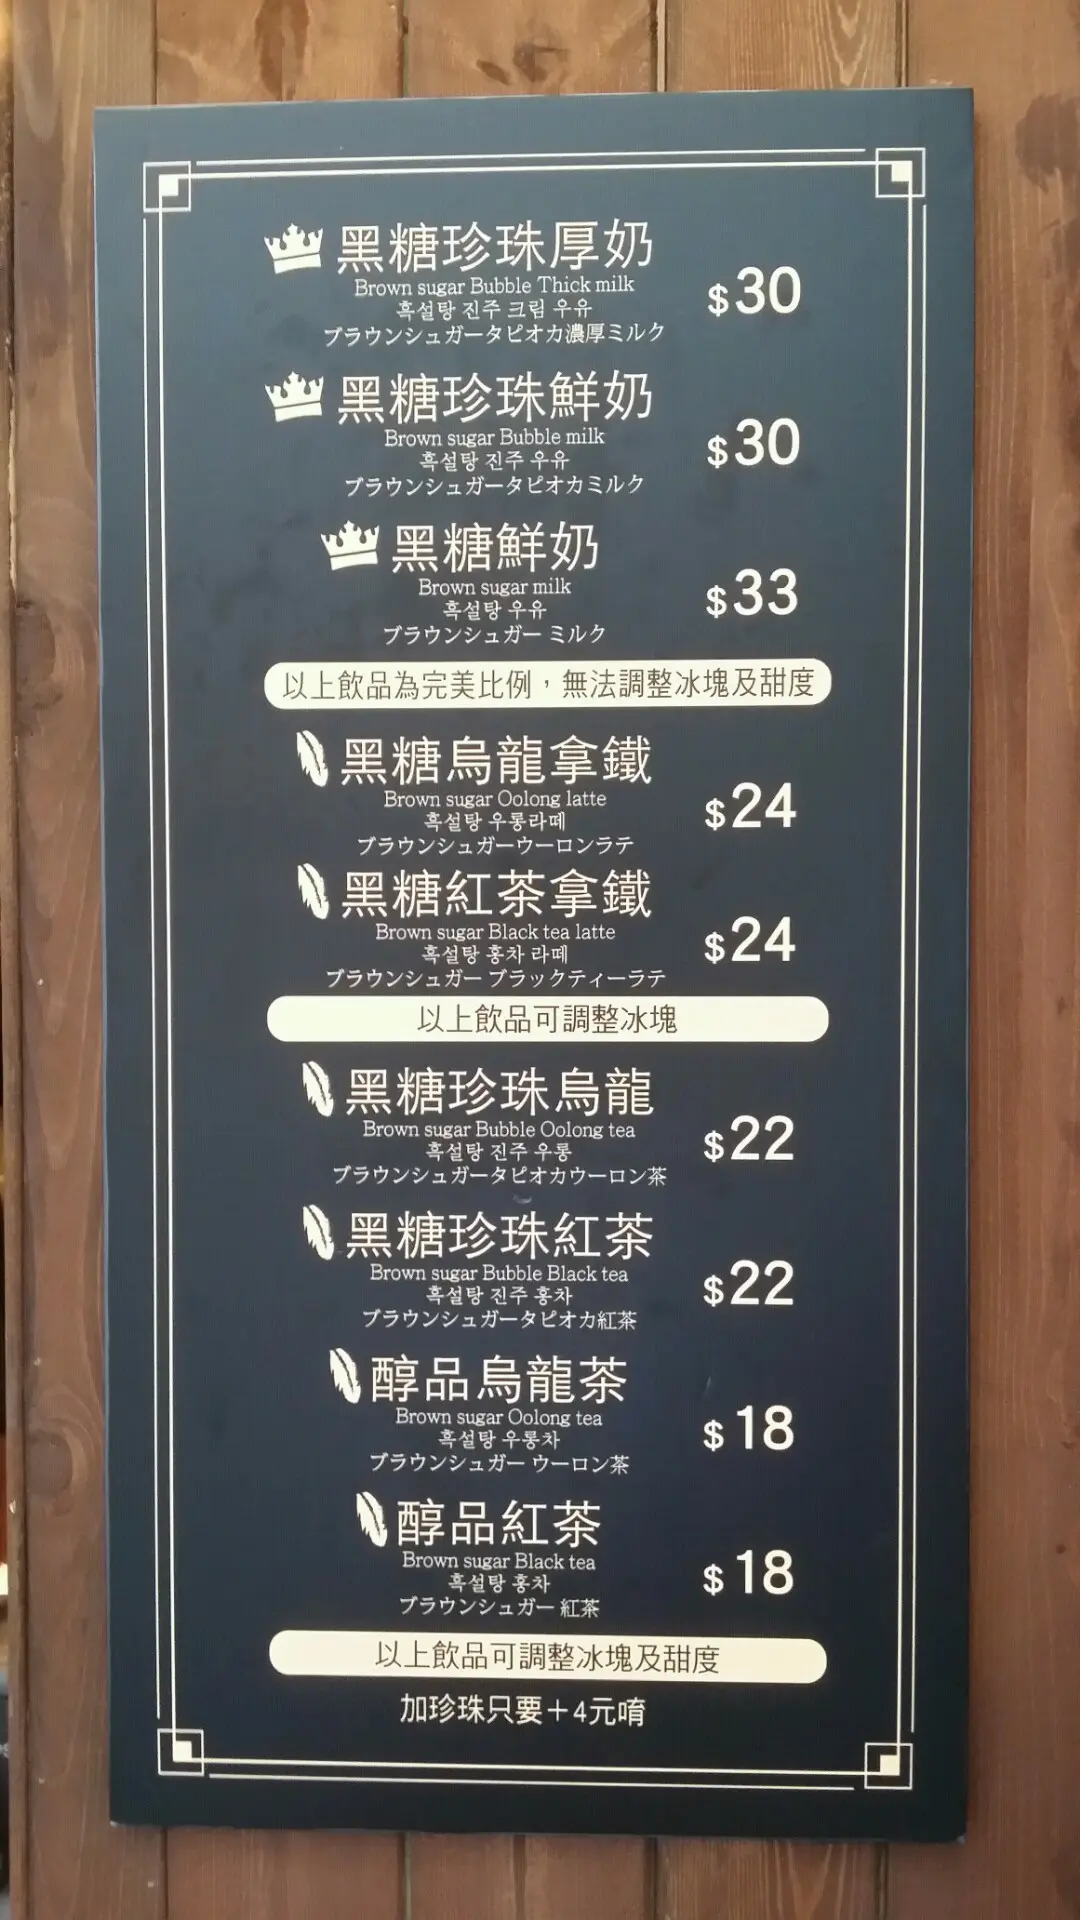 黑糖珍珠厚奶
Brown sugar Bubble Thick milk
흑설탕 진주 크림 우유
ブラウンシュガータピオカ濃厚ミルク
$30
黑糖珍珠鮮奶
Brown sugar Bubble milk
흑설탕 진주 우유
ブラウンシュガータピオカミルク
$30
黑糖鮮奶
Brown sugar milk
흑설탕 우유
ブラウンシュガー ミルク
$33
以上飲品為完美比例，無法調整冰塊及甜度
黑糖烏龍拿鐵
Brown sugar Oolong latte
흑설탕 우롱라떼
ブラウンシュガーウーロンラテ
$24
黑糖紅茶拿鐵
Brown sugar Black tea latte
흑설탕 홍차 라떼
ブラウンシュガー ブラックティーラテ
$24
以上飲品可調整冰塊
黑糖珍珠烏龍
Brown sugar Bubble Oolong tea
흑설탕 진주 우롱
ブラウンシュガータピオカウーロン茶
$22
黑糖珍珠紅茶
Brown sugar Bubble Black tea
흑설탕 진주 홍차
ブラウンシュガータピオカ紅茶
$22
醇品烏龍茶
Brown sugar Oolong tea
흑설탕 우롱차
ブラウンシュガー ウーロン茶
$18
醇品紅茶
Brown sugar Black tea
흑설탕 홍차
ブラウンシュガー 紅茶
$18
以上飲品可調整冰塊及甜度
加珍珠只要＋4元唷